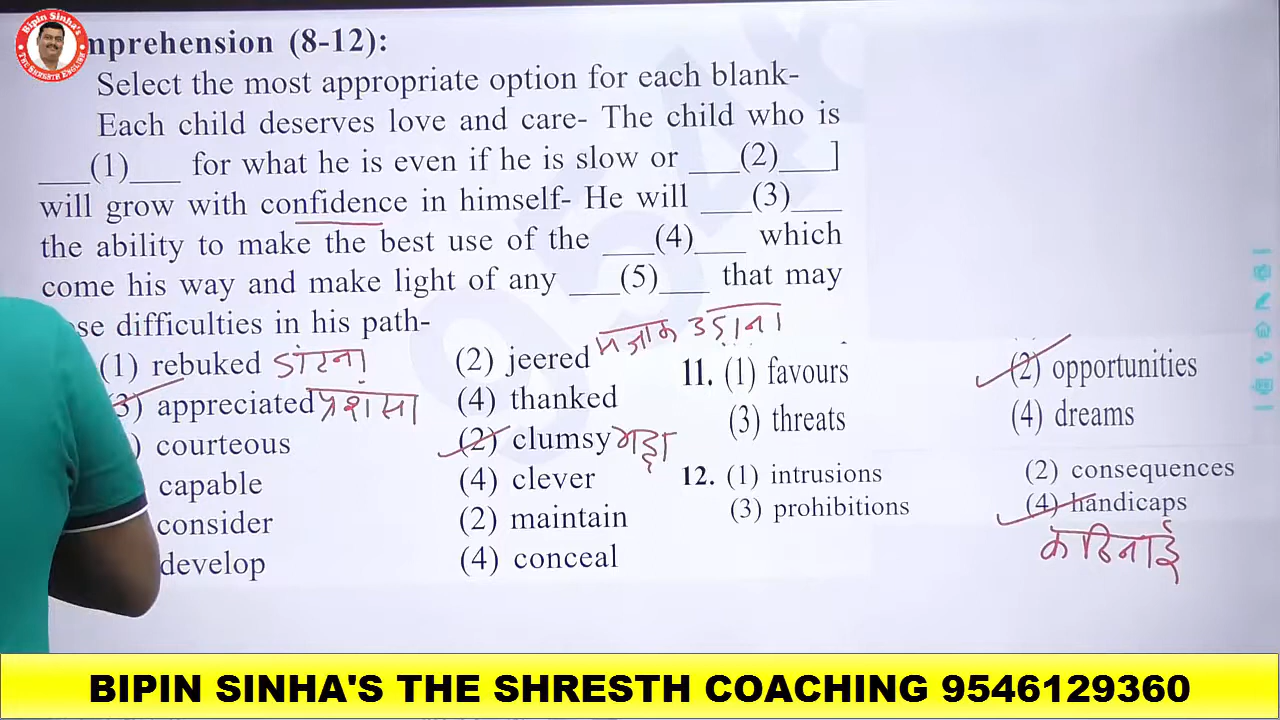 Bipin Sinha's
THE SHRESTH ENGLISH
mprehension (8-12):
Select the most appropriate option for each blank-
Each child deserves love and care- The child who is
___(1)___ for what he is even if he is slow or ___(2)___]
will grow with confidence in himself- He will ___(3)___
the ability to make the best use of the ___(4)___ which
come his way and make light of any ___(5)___ that may
se difficulties in his path-
(1) rebuked डांटना (2) jeered मजाक उड़ाना
(3) appreciated प्रशंसा (4) thanked
) courteous (2) clumsy भद्दा
capable (4) clever
consider (2) maintain
develop (4) conceal
11. (1) favours (2) opportunities
(3) threats (4) dreams
12. (1) intrusions (2) consequences
(3) prohibitions (4) handicaps
कठिनाई
BIPIN SINHA'S THE SHRESTH COACHING 9546129360